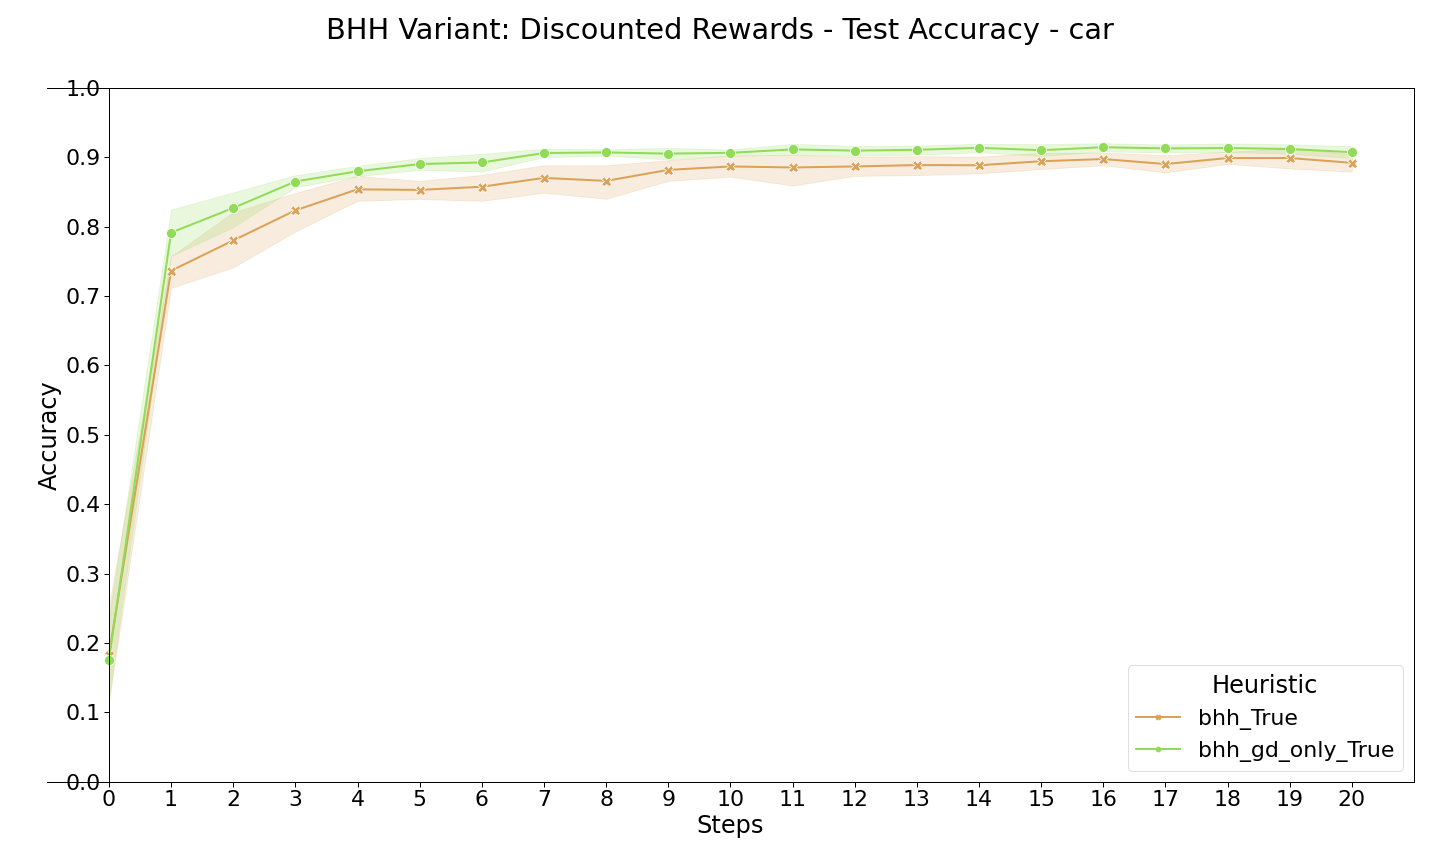 BHH Variant: Discounted Rewards - Test Accuracy - car
1.0
0.9
0.8
0.7
0.6
0.5
0.4
0.3
0.2
0.1
0.0
Accuracy
Heuristic
bhh_True
bhh_gd_only_True
0 1 2 3 4 5 6 7 8 9 10 11 12 13 14 15 16 17 18 19 20
Steps